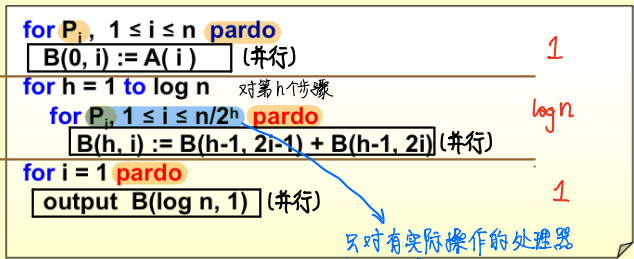 for Pi, 1 ≤ i ≤ n pardo
B(0, i) := A( i ) (并行) 1
for h = 1 to log n 对第h个步骤
for Pi, 1 ≤ i ≤ n/2^h pardo logn
B(h, i) := B(h-1, 2i-1) + B(h-1, 2i) (并行)
for i = 1 pardo
output B(log n, 1) (并行) 1
只对有实际操作的处理器